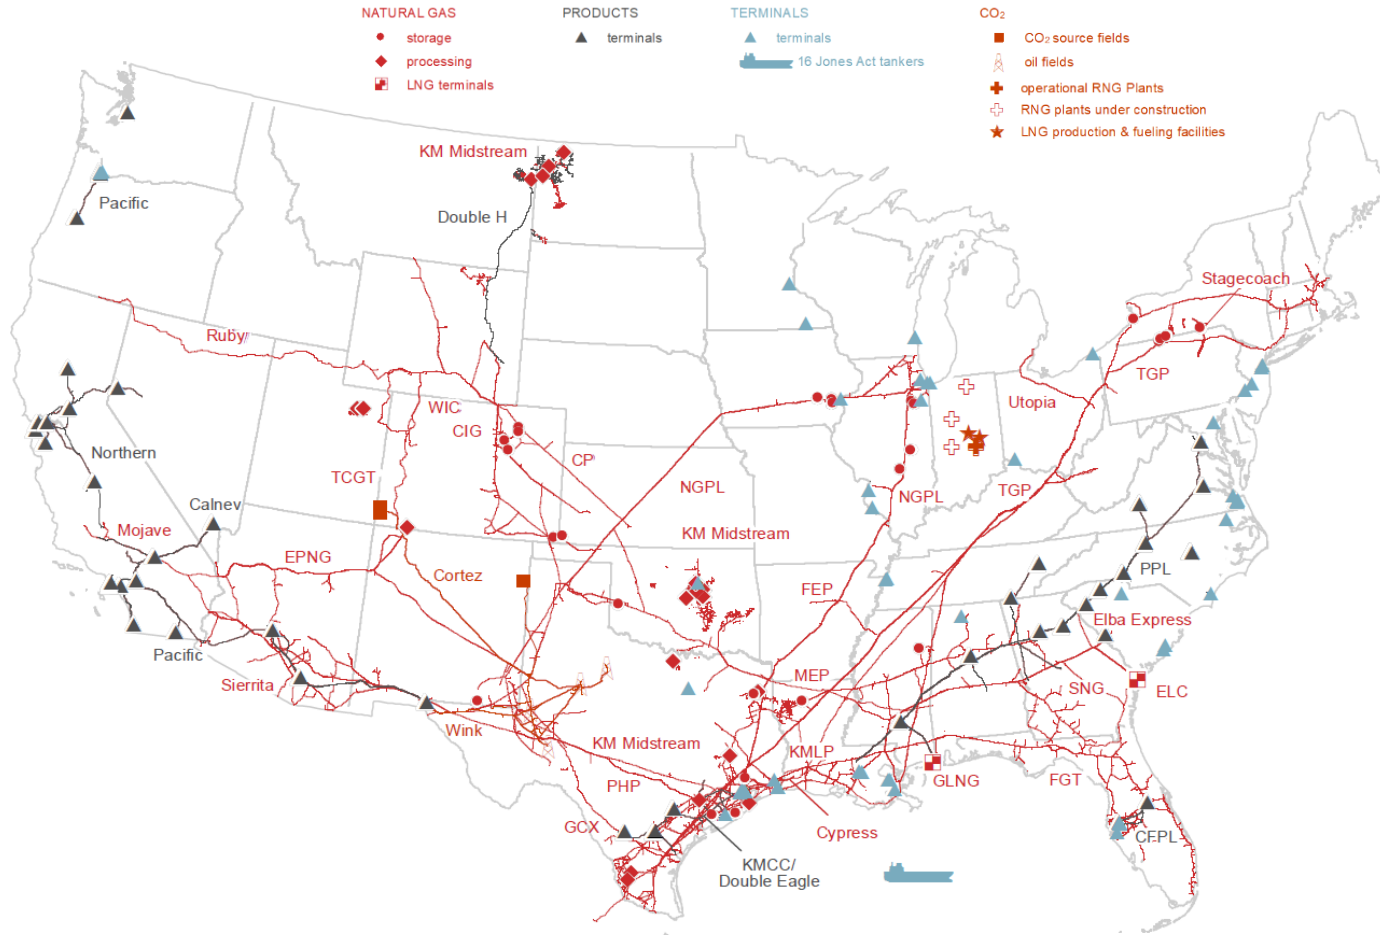 NATURAL GAS
storage
processing
LNG terminals
PRODUCTS
terminals
TERMINALS
terminals
16 Jones Act tankers
CO₂
CO₂ source fields
oil fields
operational RNG Plants
RNG plants under construction
LNG production & fueling facilities
KM Midstream
Pacific
Double H
Stagecoach
Ruby
TGP
WIC
Utopia
CIG
Northern
CP
TCGT
NGPL
NGPL
TGP
Calnev
Mojave
KM Midstream
EPNG
PPL
Cortez
FEP
Elba Express
Pacific
MEP
Sierrita
SNG
ELC
Wink
KM Midstream
KMLP
PHP
GLNG
FGT
GCX
Cypress
CFPL
KMCC/
Double Eagle